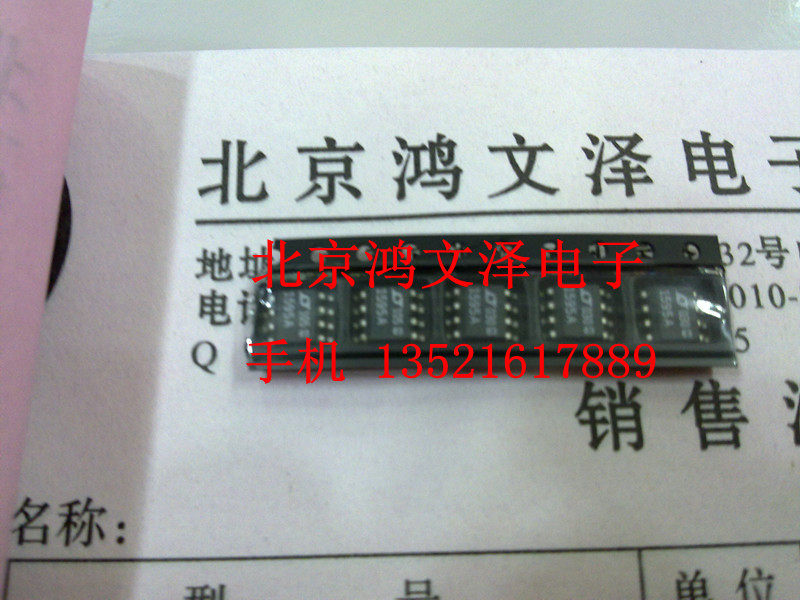 北京鸿文泽电子
地址
北京鸿文泽电子
32号
电
010-
Q
5
手机 13521617889
销售
名称:
型 号
单位